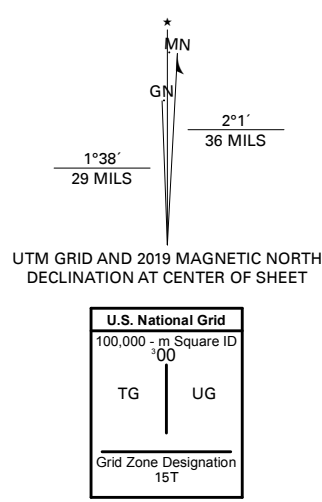 MN
GN
2°1´
36 MILS
1°38´
29 MILS
UTM GRID AND 2019 MAGNETIC NORTH
DECLINATION AT CENTER OF SHEET
U.S. National Grid
100,000 - m Square ID
³00
TG UG
Grid Zone Designation
15T